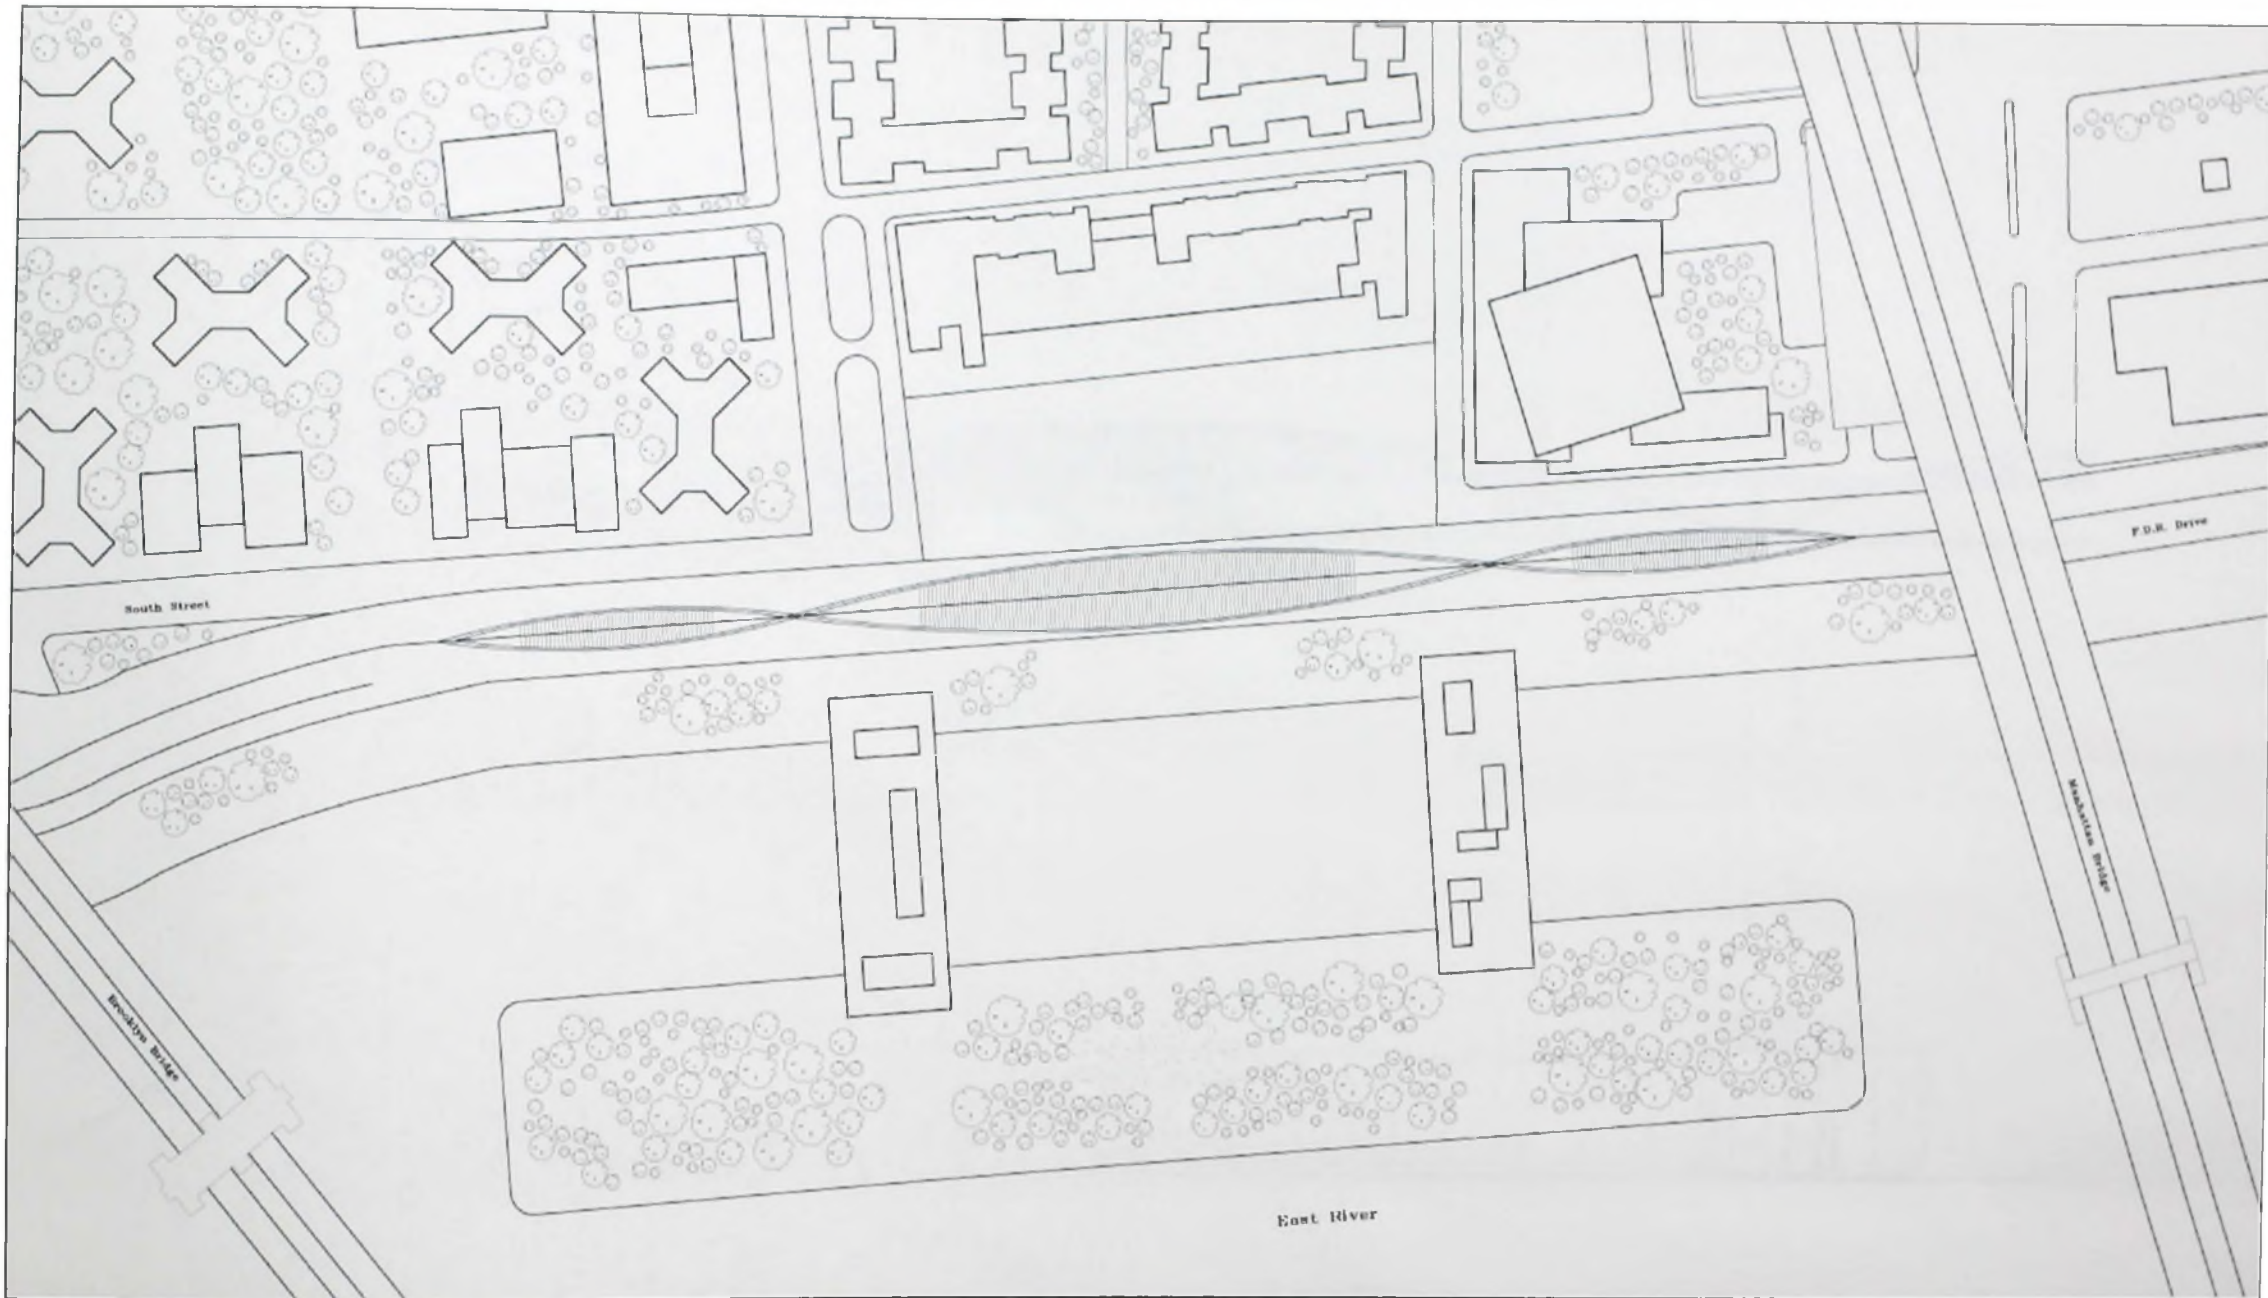 F.D.R. Drive
South Street
Manhattan Bridge
Brooklyn Bridge
East River